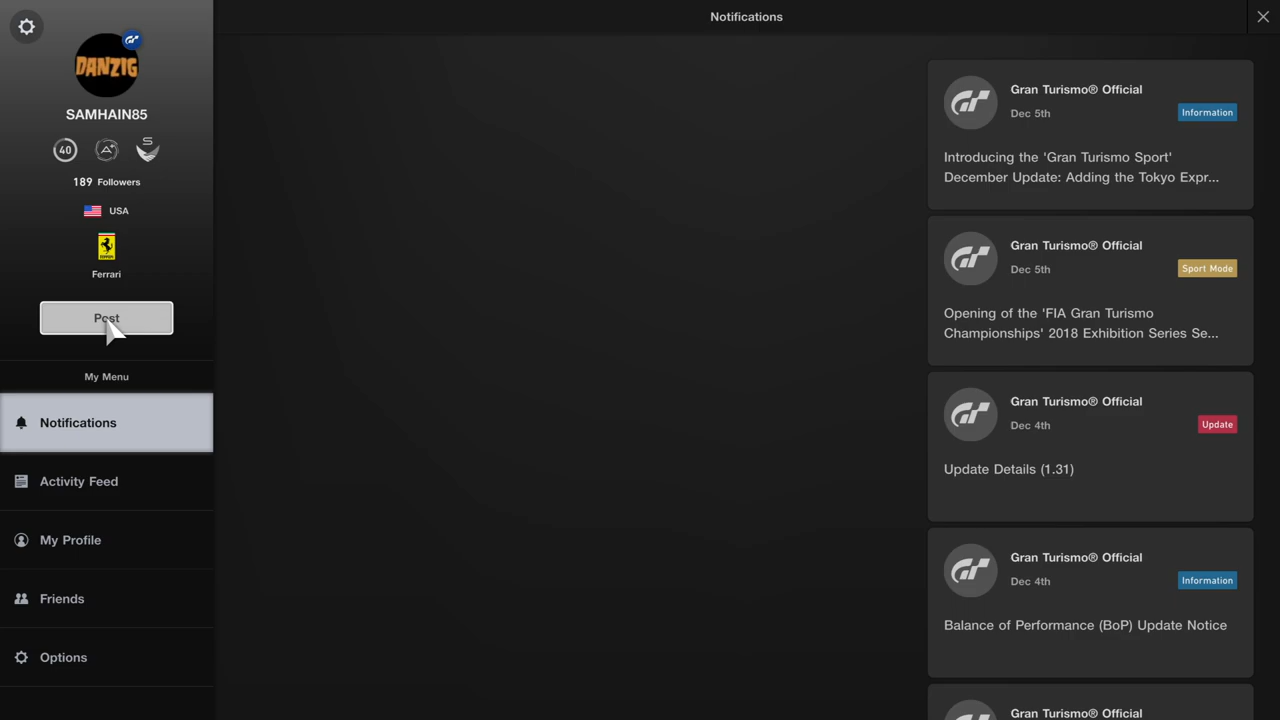 Notifications
DANZIG
SAMHAIN85
40
A+
S
189 Followers
USA
Ferrari
Post
My Menu
Notifications
Activity Feed
My Profile
Friends
Options
Gran Turismo® Official
Dec 5th
Information
Introducing the 'Gran Turismo Sport'
December Update: Adding the Tokyo Expr...
Gran Turismo® Official
Dec 5th
Sport Mode
Opening of the 'FIA Gran Turismo
Championships' 2018 Exhibition Series Se...
Gran Turismo® Official
Dec 4th
Update
Update Details (1.31)
Gran Turismo® Official
Dec 4th
Information
Balance of Performance (BoP) Update Notice
Gran Turismo® Official